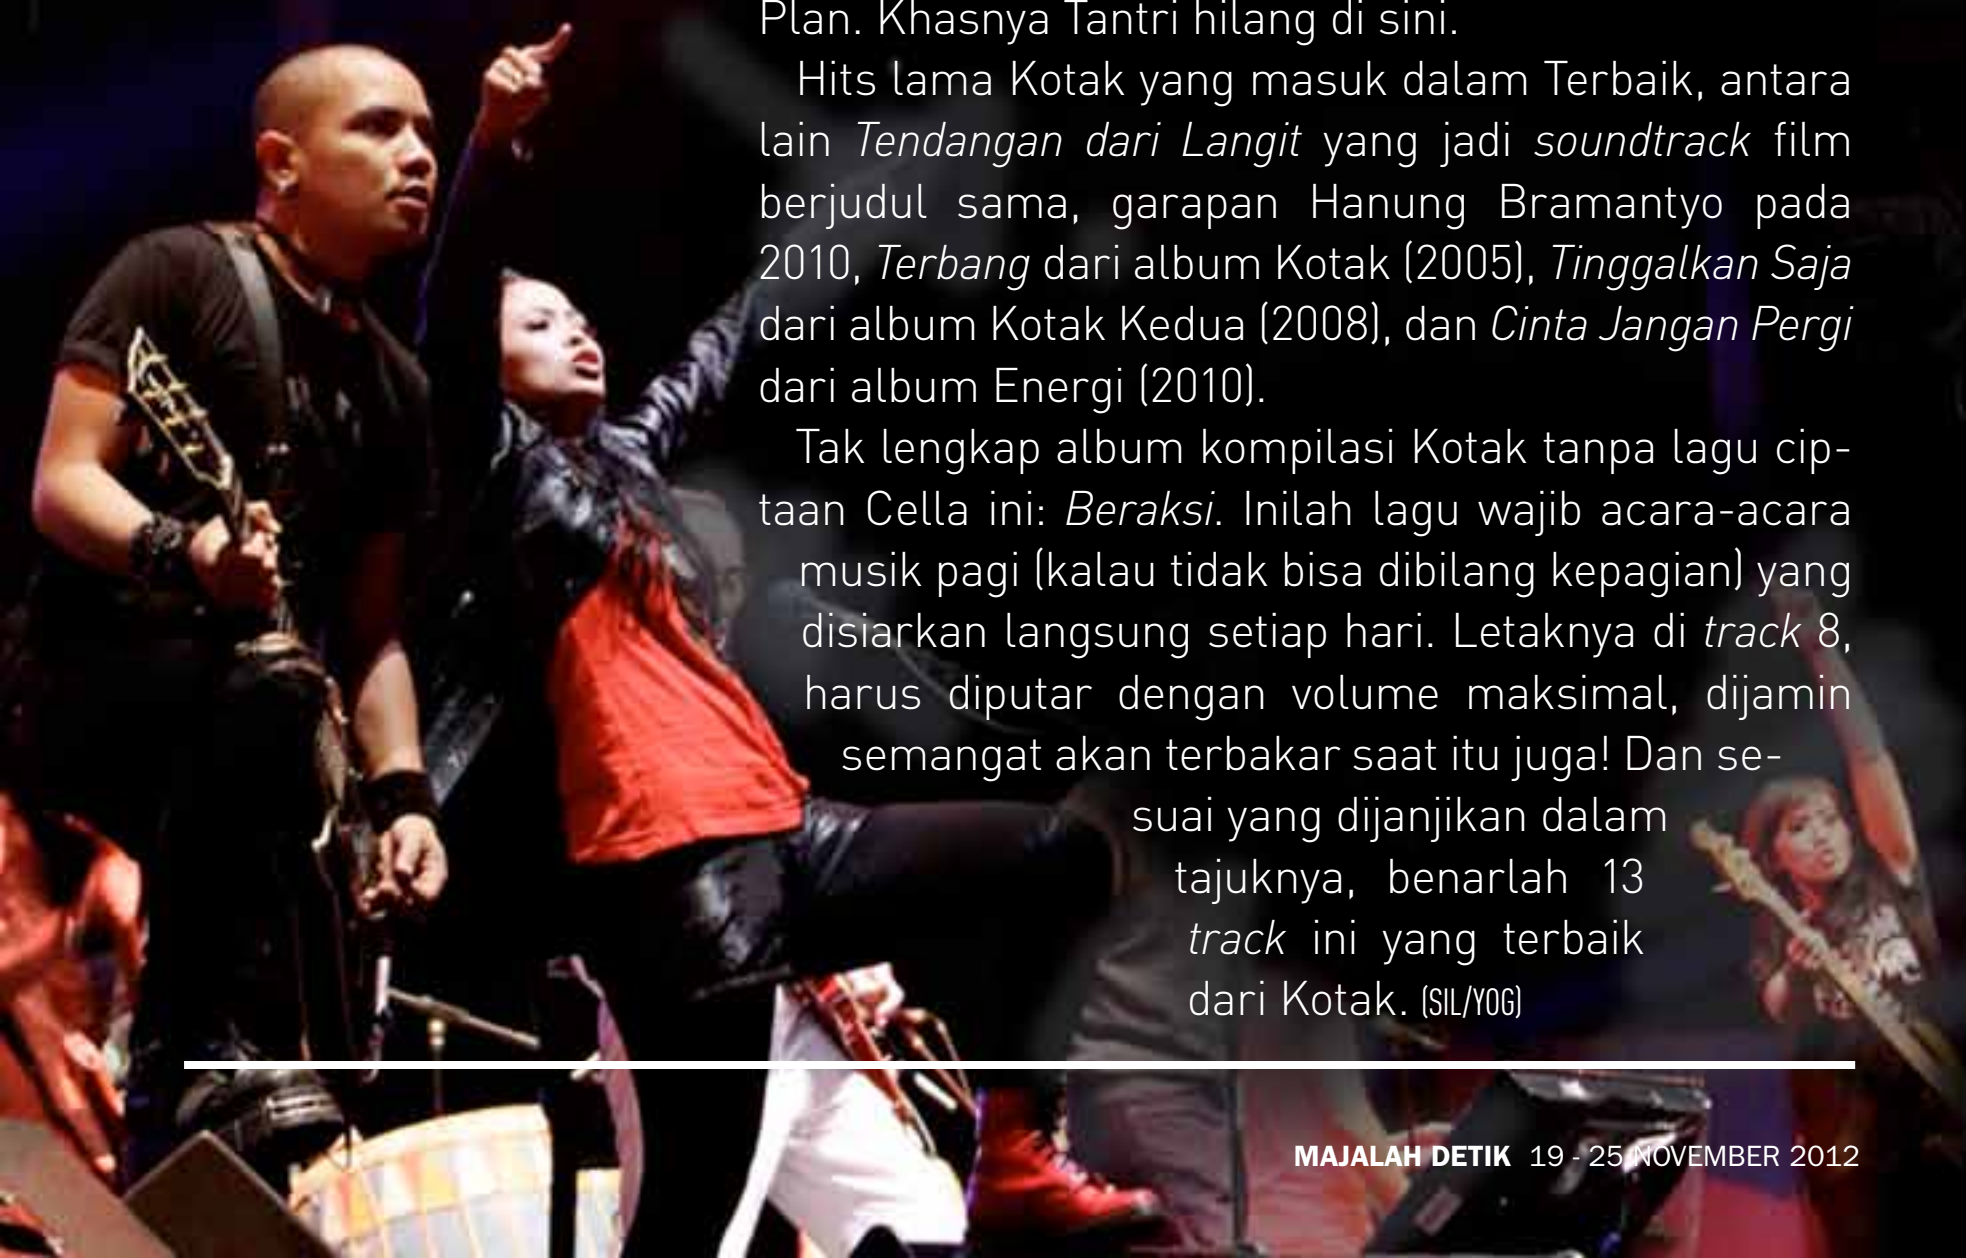 Plan. Khasnya Tantri hilang di sini.
Hits lama Kotak yang masuk dalam Terbaik, antara
lain Tendangan dari Langit yang jadi soundtrack film
berjudul sama, garapan Hanung Bramantyo pada
2010, Terbang dari album Kotak (2005), Tinggalkan Saja
dari album Kotak Kedua (2008), dan Cinta Jangan Pergi
dari album Energi (2010).
Tak lengkap album kompilasi Kotak tanpa lagu cip-
taan Cella ini: Beraksi. Inilah lagu wajib acara-acara
musik pagi (kalau tidak bisa dibilang kepagian) yang
disiarkan langsung setiap hari. Letaknya di track 8,
harus diputar dengan volume maksimal, dijamin
semangat akan terbakar saat itu juga! Dan se-
suai yang dijanjikan dalam
tajuknya, benarlah 13
track ini yang terbaik
dari Kotak. (SIL/YOG)
MAJALAH DETIK 19 - 25 NOVEMBER 2012